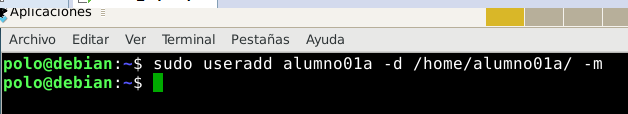 Aplicaciones
Archivo Editar Ver Terminal Pestañas Ayuda
polo@debian:~$ sudo useradd alumno01a -d /home/alumno01a/ -m
polo@debian:~$